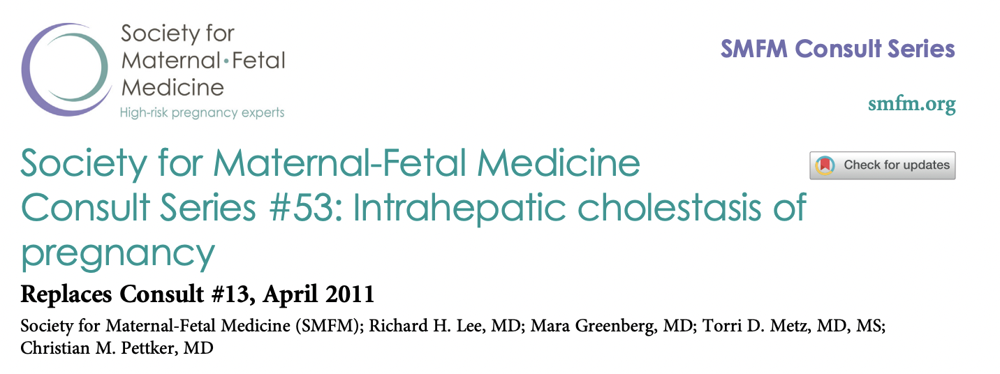 Society for
Maternal•Fetal
Medicine
High-risk pregnancy experts
SMFM Consult Series
smfm.org
Society for Maternal-Fetal Medicine
Consult Series #53: Intrahepatic cholestasis of
pregnancy
Check for updates
Replaces Consult #13, April 2011
Society for Maternal-Fetal Medicine (SMFM); Richard H. Lee, MD; Mara Greenberg, MD; Torri D. Metz, MD, MS;
Christian M. Pettker, MD